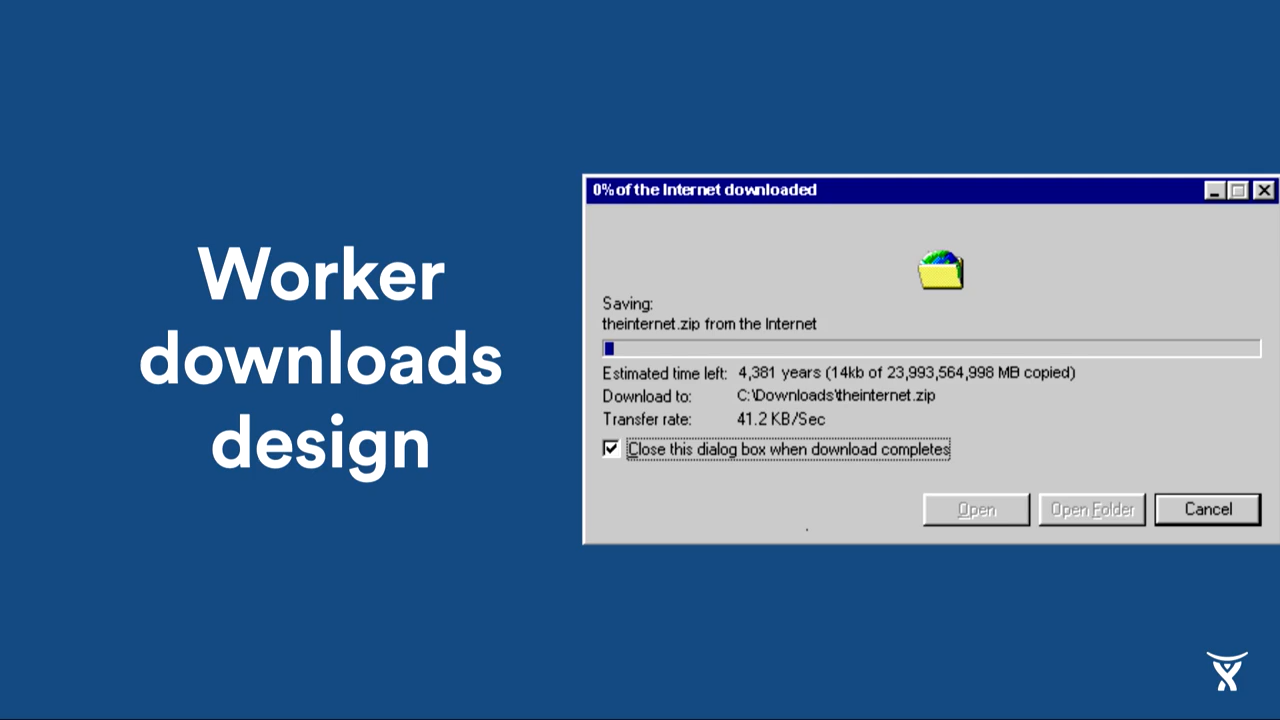 Worker
downloads
design
0% of the Internet downloaded
Saving:
theinternet.zip from the Internet
Estimated time left: 4,381 years (14kb of 23,993,564,998 MB copied)
Download to: C:\Downloads\theinternet.zip
Transfer rate: 41.2 KB/Sec
Close this dialog box when download completes
Open Open Folder Cancel